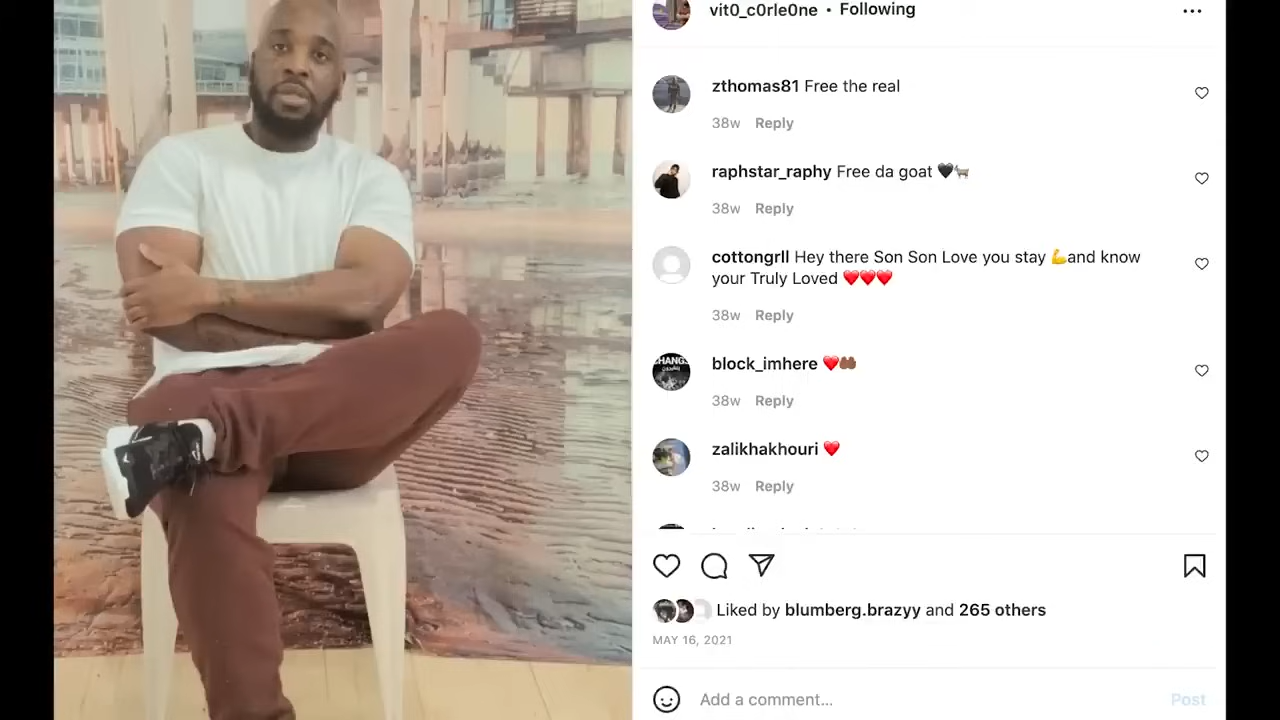 vit0_c0rle0ne • Following
zthomas81 Free the real
38w Reply
raphstar_raphy Free da goat 🖤🐐
38w Reply
cottongrll Hey there Son Son Love you stay 💪and know
your Truly Loved ❤️❤️❤️
38w Reply
block_imhere ❤️🤲🏾
38w Reply
zalikhakhouri ❤️
38w Reply
Liked by blumberg.brazyy and 265 others
MAY 16, 2021
Add a comment... Post